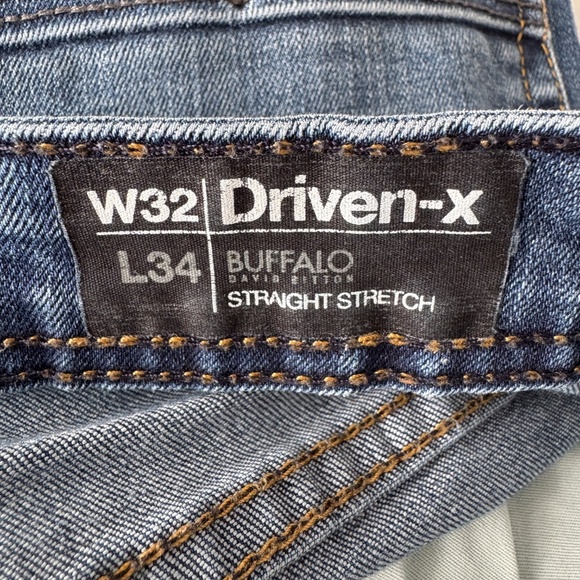 W32 Driven-x
L34 BUFFALO
DAVID BITTON
STRAIGHT STRETCH